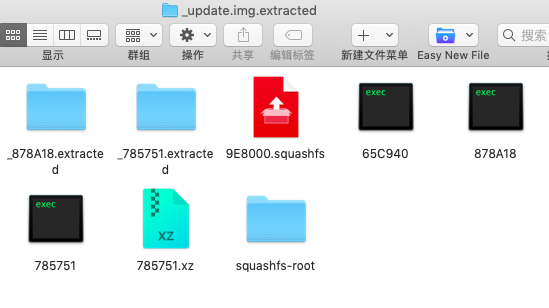 _update.img.extracted
显示
群组
操作
共享
编辑标签
新建文件菜单
Easy New File
搜索
_878A18.extracte
d
_785751.extracte
d
9E8000.squashfs
exec
65C940
exec
878A18
exec
785751
XZ
785751.xz
squashfs-root